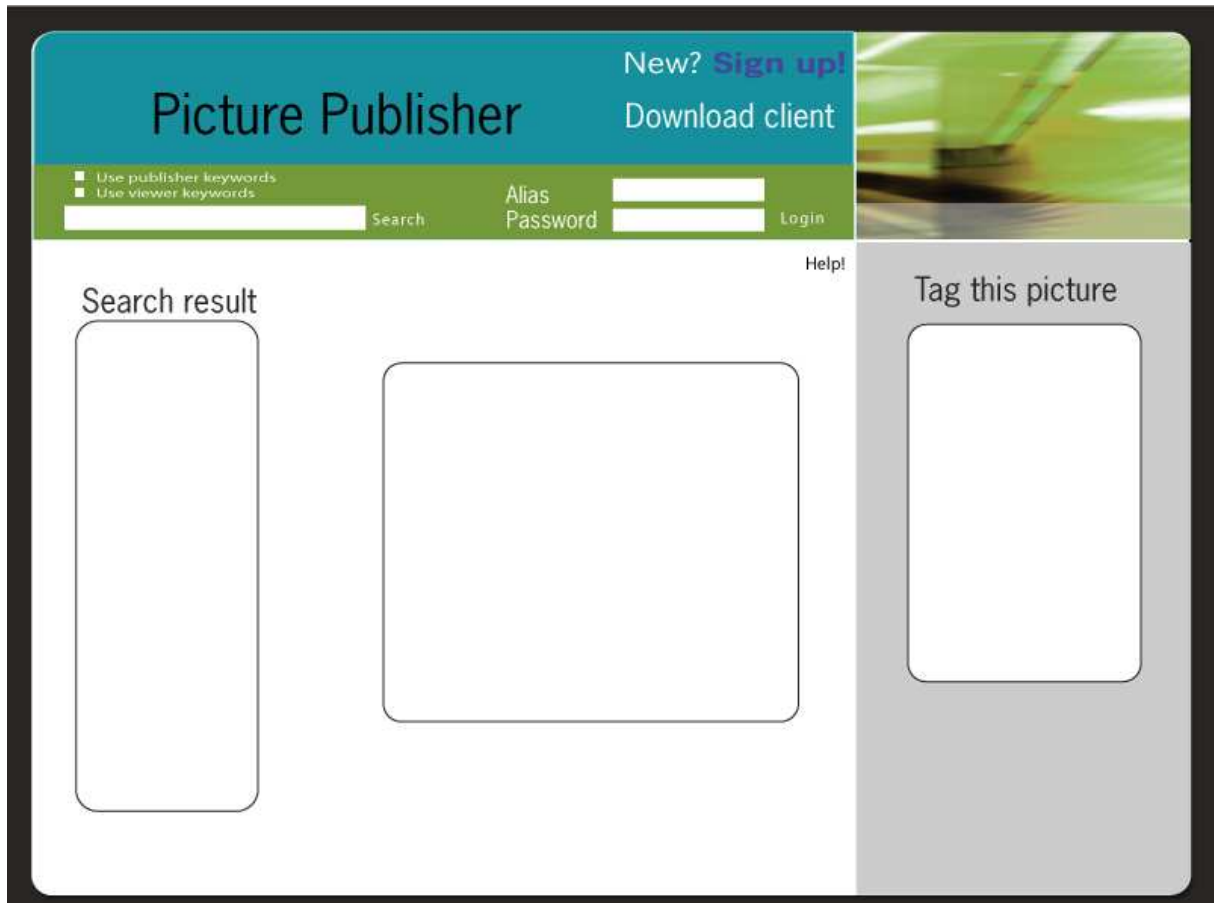 New? Sign up!
Picture Publisher
Download client
Use publisher keywords
Use viewer keywords
Search
Alias
Password
Login
Help!
Search result
Tag this picture